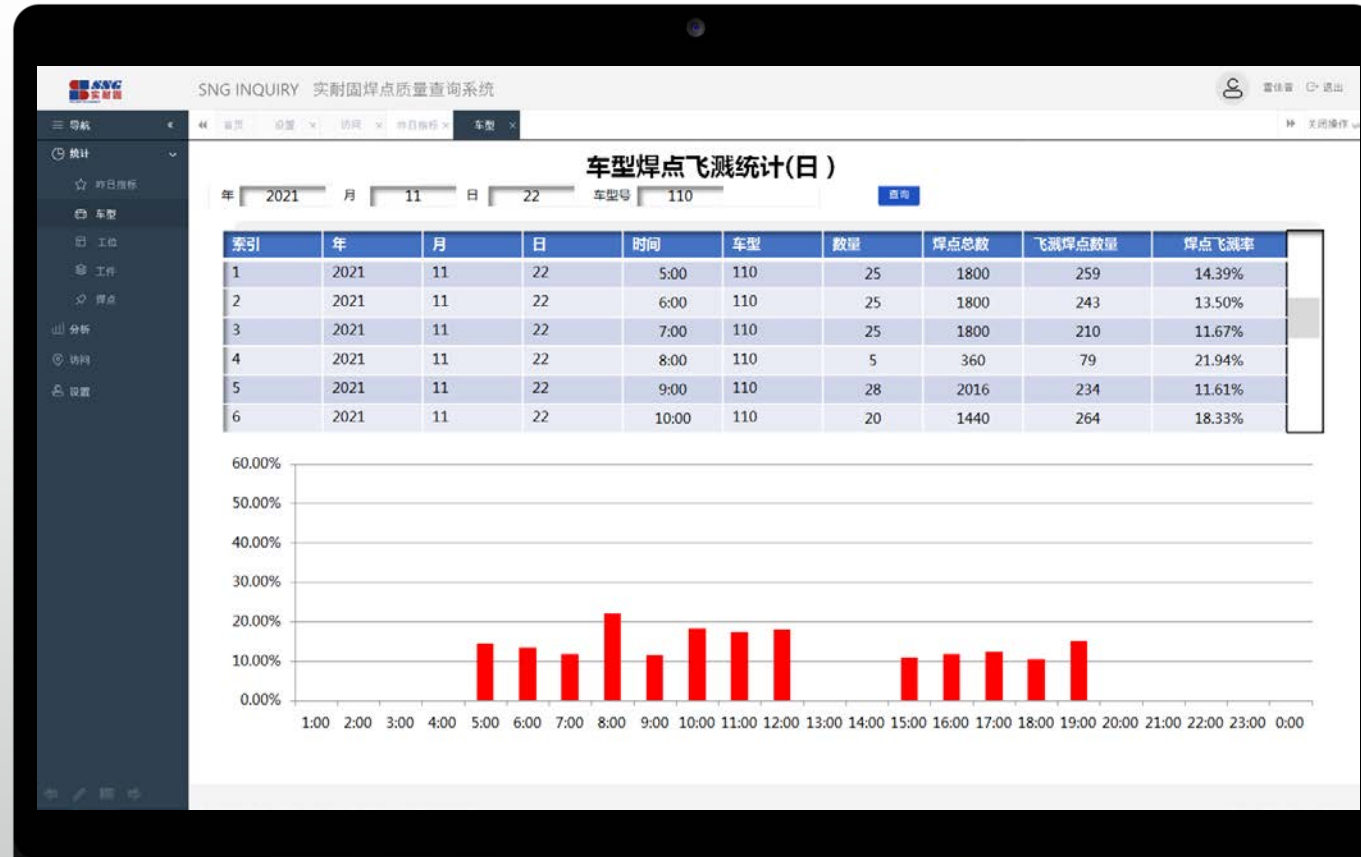 SNG
实耐固
SNG INQUIRY 实耐固焊点质量查询系统
退出
导航
首页 设置 访问 昨日指标 车型
关闭操作
统计
昨日指标
车型
工位
工件
焊点
分析
访问
设置
车型焊点飞溅统计(日)
年 2021 月 11 日 22 车型号 110 查询
索引 年 月 日 时间 车型 数量 焊点总数 飞溅焊点数量 焊点飞溅率
1 2021 11 22 5:00 110 25 1800 259 14.39%
2 2021 11 22 6:00 110 25 1800 243 13.50%
3 2021 11 22 7:00 110 25 1800 210 11.67%
4 2021 11 22 8:00 110 5 360 79 21.94%
5 2021 11 22 9:00 110 28 2016 234 11.61%
6 2021 11 22 10:00 110 20 1440 264 18.33%
60.00%
50.00%
40.00%
30.00%
20.00%
10.00%
0.00%
1:00 2:00 3:00 4:00 5:00 6:00 7:00 8:00 9:00 10:00 11:00 12:00 13:00 14:00 15:00 16:00 17:00 18:00 19:00 20:00 21:00 22:00 23:00 0:00